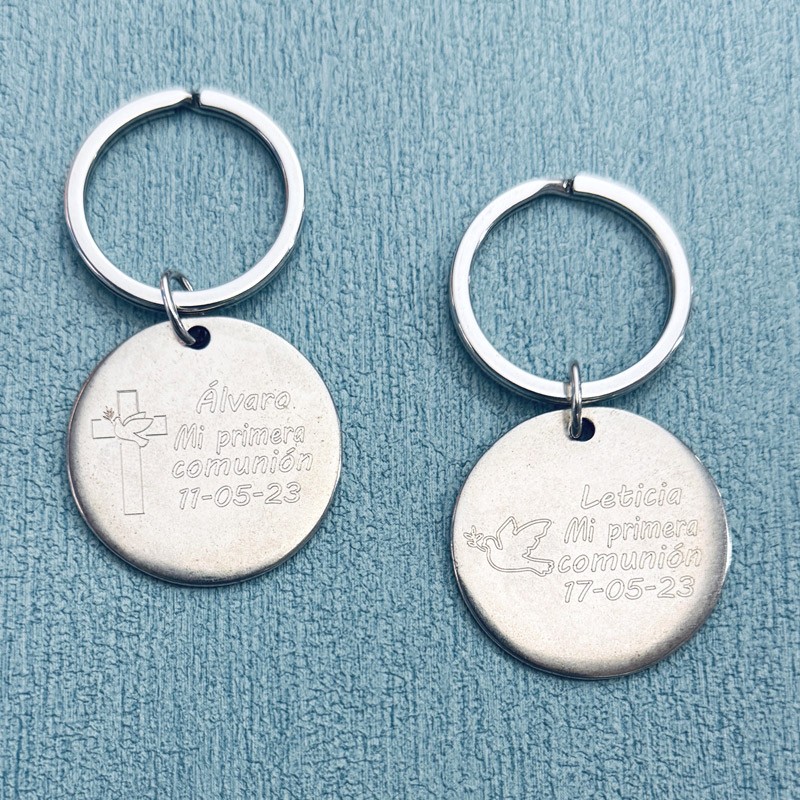 Álvaro
Mi primera
comunión
11-05-23
Leticia
Mi primera
comunión
17-05-23